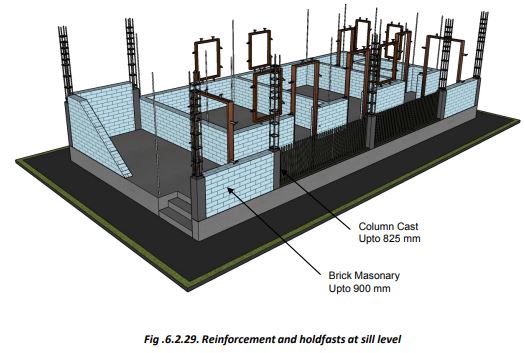 Column Cast
Upto 825 mm
Brick Masonary
Upto 900 mm
Fig .6.2.29. Reinforcement and holdfasts at sill level